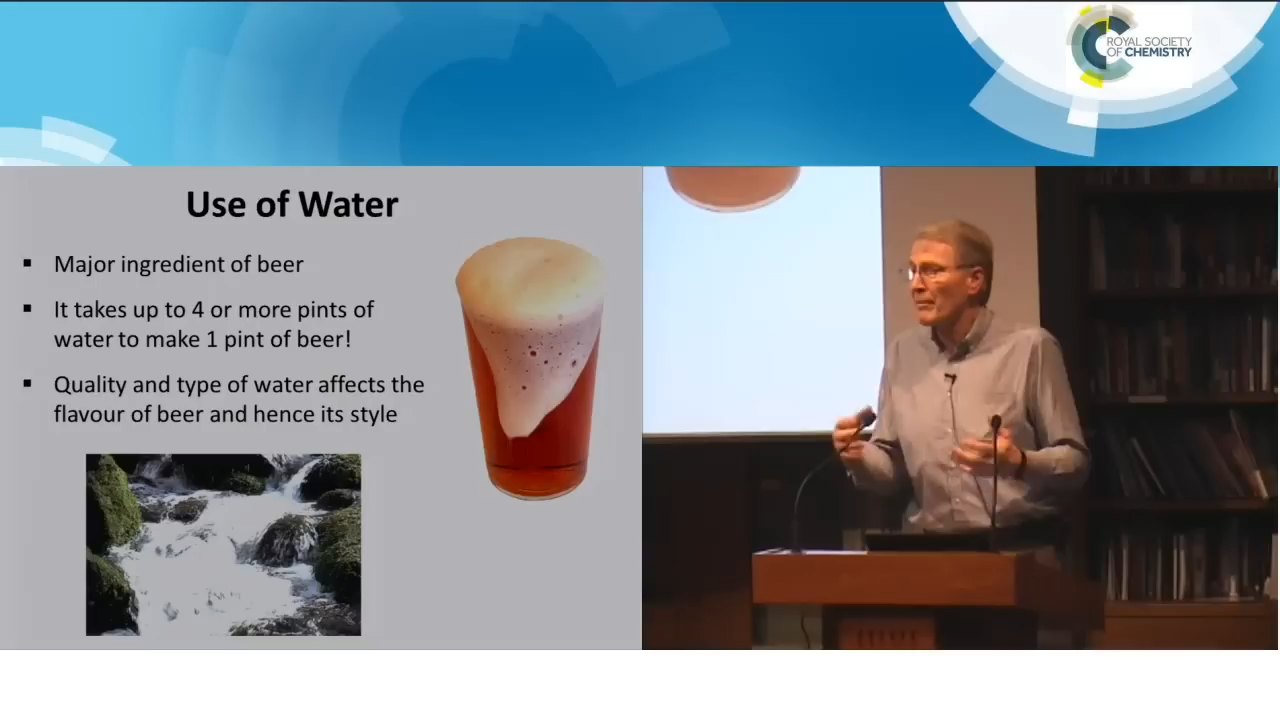 ROYAL SOCIETY
OF CHEMISTRY
Use of Water
▪ Major ingredient of beer
▪ It takes up to 4 or more pints of
water to make 1 pint of beer!
▪ Quality and type of water affects the
flavour of beer and hence its style